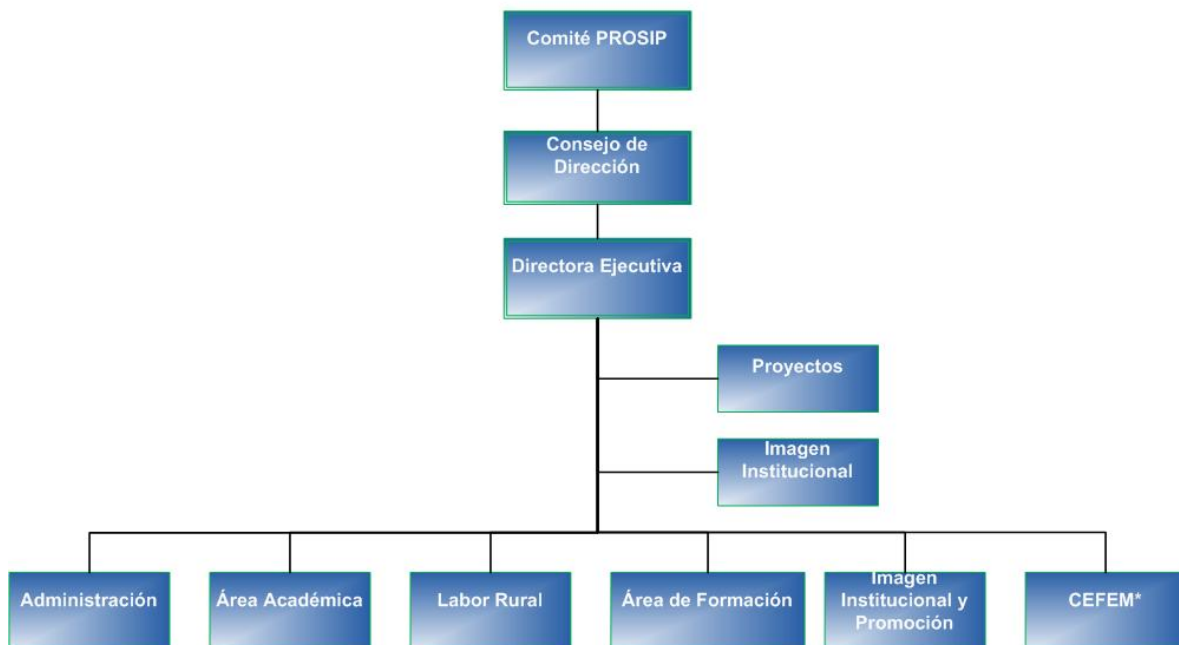 Comité PROSIP
Consejo de
Dirección
Directora Ejecutiva
Proyectos
Imagen
Institucional
Administración
Área Académica
Labor Rural
Área de Formación
Imagen
Institucional y
Promoción
CEFEM*